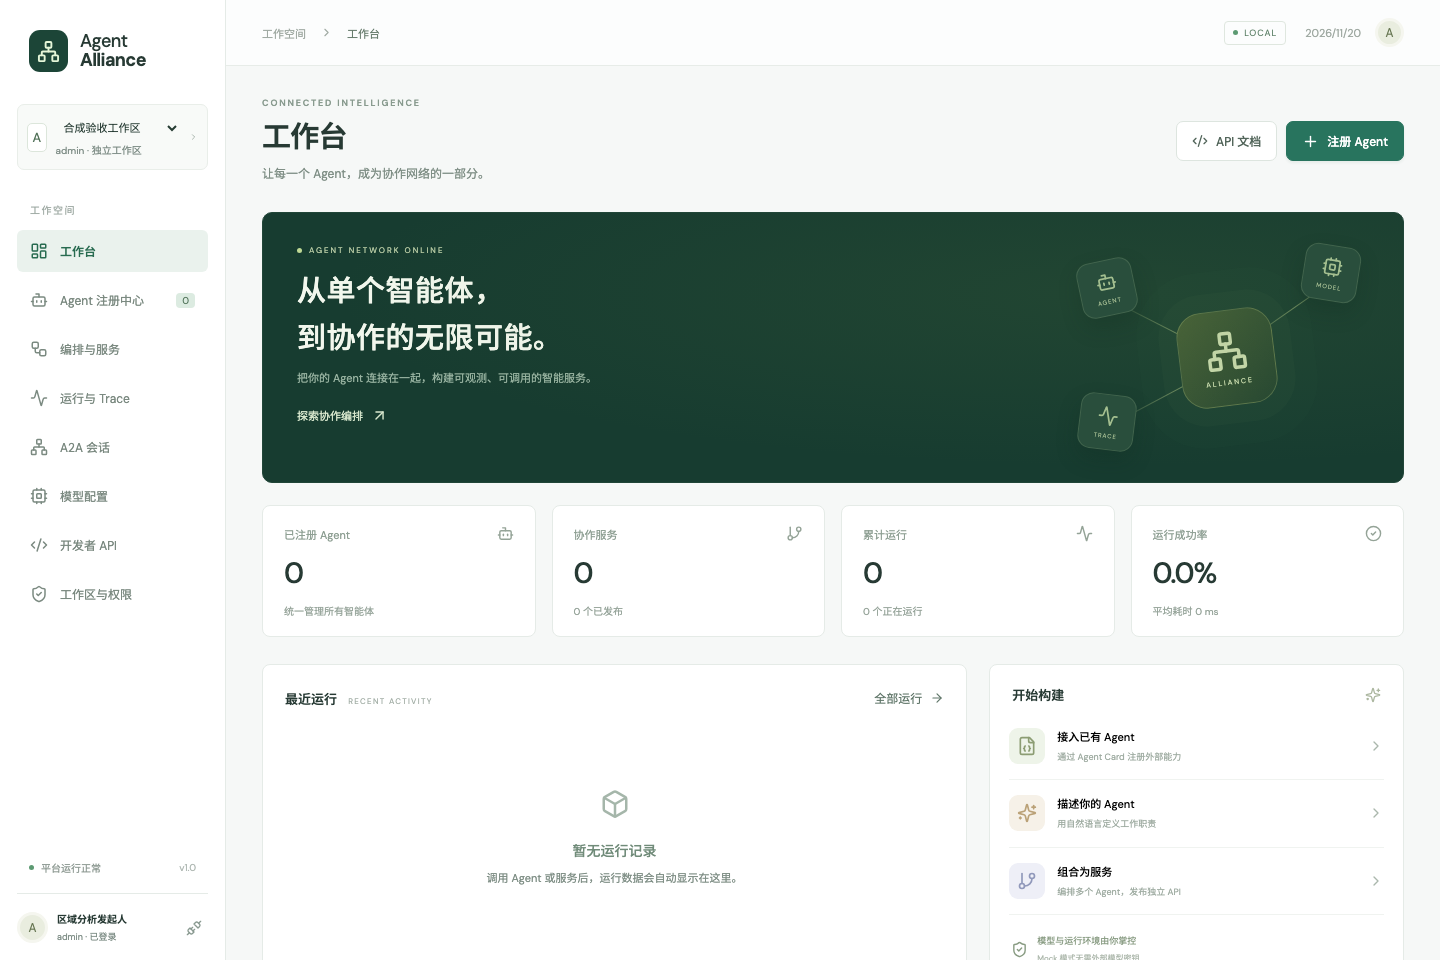 Agent
Alliance
A
合成验收工作区
admin · 独立工作区
工作空间
工作台
Agent 注册中心
0
编排与服务
运行与 Trace
A2A 会话
模型配置
开发者 API
工作区与权限
平台运行正常
v1.0
A
区域分析发起人
admin · 已登录
工作空间
工作台
LOCAL
2026/11/20
A
CONNECTED INTELLIGENCE
工作台
让每一个 Agent，成为协作网络的一部分。
API 文档
注册 Agent
AGENT NETWORK ONLINE
从单个智能体，
到协作的无限可能。
把你的 Agent 连接在一起，构建可观测、可调用的智能服务。
探索协作编排
AGENT
MODEL
ALLIANCE
TRACE
已注册 Agent
0
统一管理所有智能体
协作服务
0
0 个已发布
累计运行
0
0 个正在运行
运行成功率
0.0%
平均耗时 0 ms
最近运行
RECENT ACTIVITY
全部运行
暂无运行记录
调用 Agent 或服务后，运行数据会自动显示在这里。
开始构建
接入已有 Agent
通过 Agent Card 注册外部能力
描述你的 Agent
用自然语言定义工作职责
组合为服务
编排多个 Agent，发布独立 API
模型与运行环境由你掌控
Mock 模式无需外部模型密钥